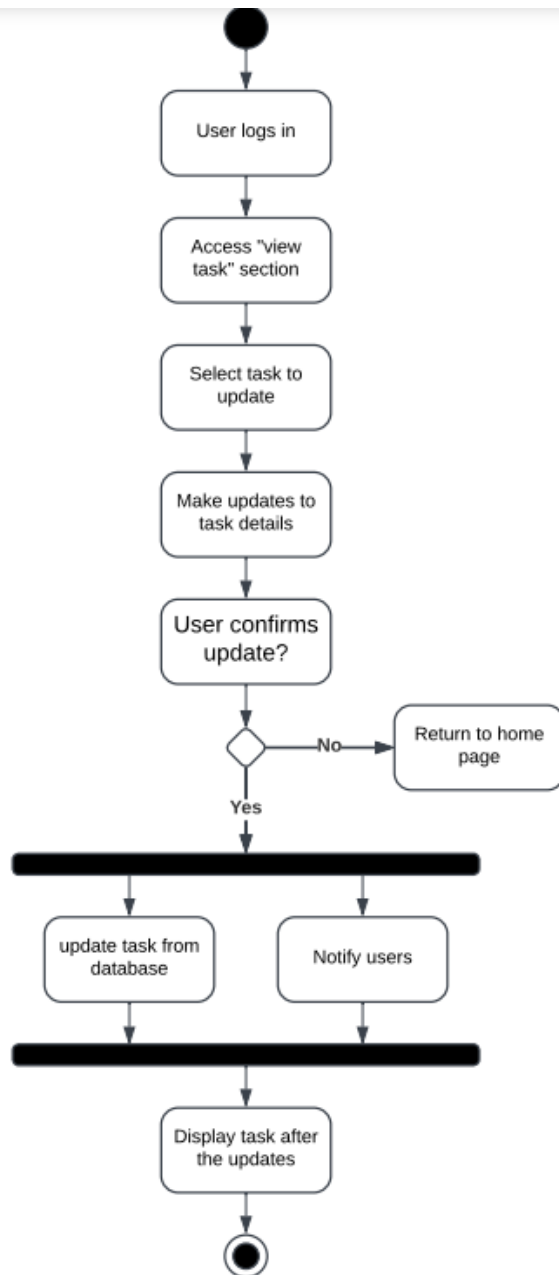 User logs in
Access "view
task" section
Select task to
update
Make updates to
task details
User confirms
update?
No
Return to home
page
Yes
update task from
database
Notify users
Display task after
the updates